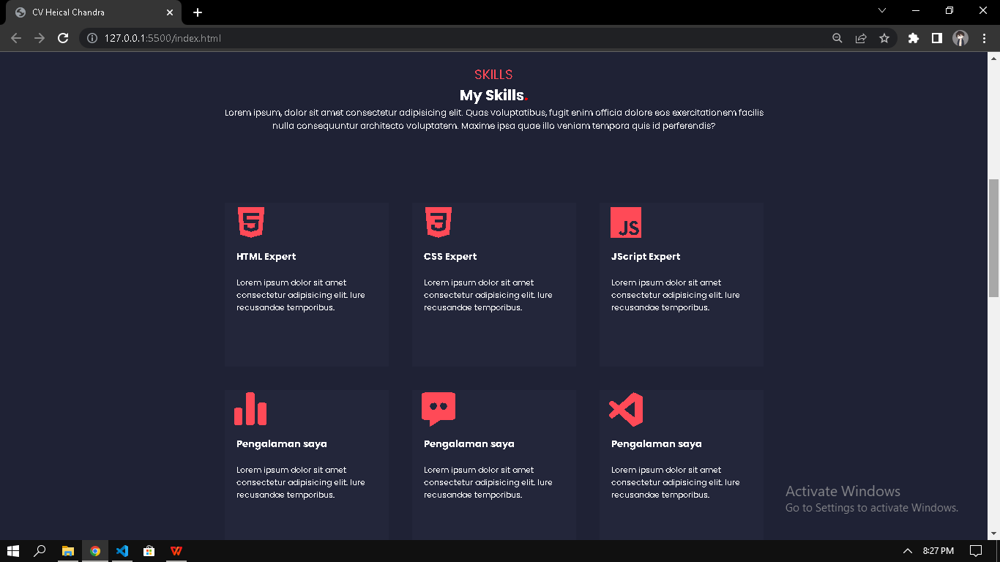 CV Heical Chandra
127.0.0.1:5500/index.html
SKILLS
My Skills.
Lorem ipsum, dolor sit amet consectetur adipisicing elit. Quas voluptatibus, fugit enim officia dolore eos exercitationem facilis
nulla consequuntur architecto voluptatem. Maxime ipsa quae illo veniam tempora quis id perferendis?
JS
HTML Expert
CSS Expert
JScript Expert
Lorem ipsum dolor sit amet
consectetur adipisicing elit. Iure
recusandae temporibus.
Lorem ipsum dolor sit amet
consectetur adipisicing elit. Iure
recusandae temporibus.
Lorem ipsum dolor sit amet
consectetur adipisicing elit. Iure
recusandae temporibus.
Pengalaman saya
Pengalaman saya
Pengalaman saya
Lorem ipsum dolor sit amet
consectetur adipisicing elit. Iure
recusandae temporibus.
Lorem ipsum dolor sit amet
consectetur adipisicing elit. Iure
recusandae temporibus.
Lorem ipsum dolor sit amet
consectetur adipisicing elit. Iure
recusandae temporibus.
Activate Windows
Go to Settings to activate Windows.
8:27 PM